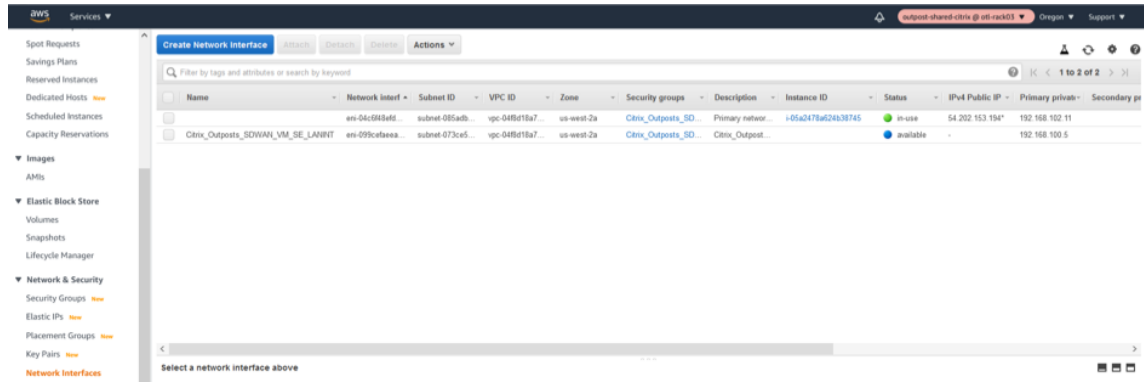 aws Services outpost-shared-citrix @ otl-rack03 Oregon Support
Spot Requests
Savings Plans
Reserved Instances
Dedicated Hosts New
Scheduled Instances
Capacity Reservations
Images
AMIs
Elastic Block Store
Volumes
Snapshots
Lifecycle Manager
Network & Security
Security Groups New
Elastic IPs New
Placement Groups New
Key Pairs New
Network Interfaces
Create Network Interface Attach Detach Delete Actions
Filter by tags and attributes or search by keyword 1 to 2 of 2
Name Network interf Subnet ID VPC ID Zone Security groups Description Instance ID Status IPv4 Public IP Primary privat Secondary p
eni-04c6f48efd... subnet-085adb... vpc-04f8d18a7... us-west-2a Citrix_Outposts_SD... Primary networ... i-05a2478a624b38745 in-use 54.202.153.194* 192.168.102.11
Citrix_Outposts_SDWAN_VM_SE_LANINT eni-099cefaeea... subnet-073ce5... vpc-04f8d18a7... us-west-2a Citrix_Outposts_SD... Citrix_Outpost... available - 192.168.100.5
Select a network interface above